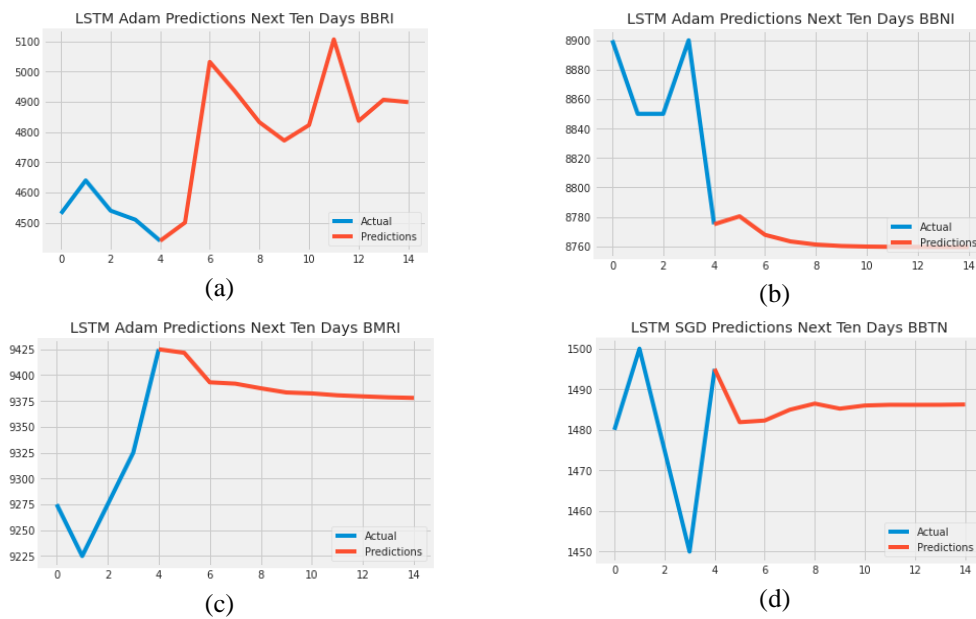 LSTM Adam Predictions Next Ten Days BBRI
5100
5000
4900
4800
4700
4600
4500
0 2 4 6 8 10 12 14
Actual
Predictions
(a)
LSTM Adam Predictions Next Ten Days BBNI
8900
8880
8860
8840
8820
8800
8780
8760
0 2 4 6 8 10 12 14
Actual
Predictions
(b)
LSTM Adam Predictions Next Ten Days BMRI
9425
9400
9375
9350
9325
9300
9275
9250
9225
0 2 4 6 8 10 12 14
Actual
Predictions
(c)
LSTM SGD Predictions Next Ten Days BBTN
1500
1490
1480
1470
1460
1450
0 2 4 6 8 10 12 14
Actual
Predictions
(d)